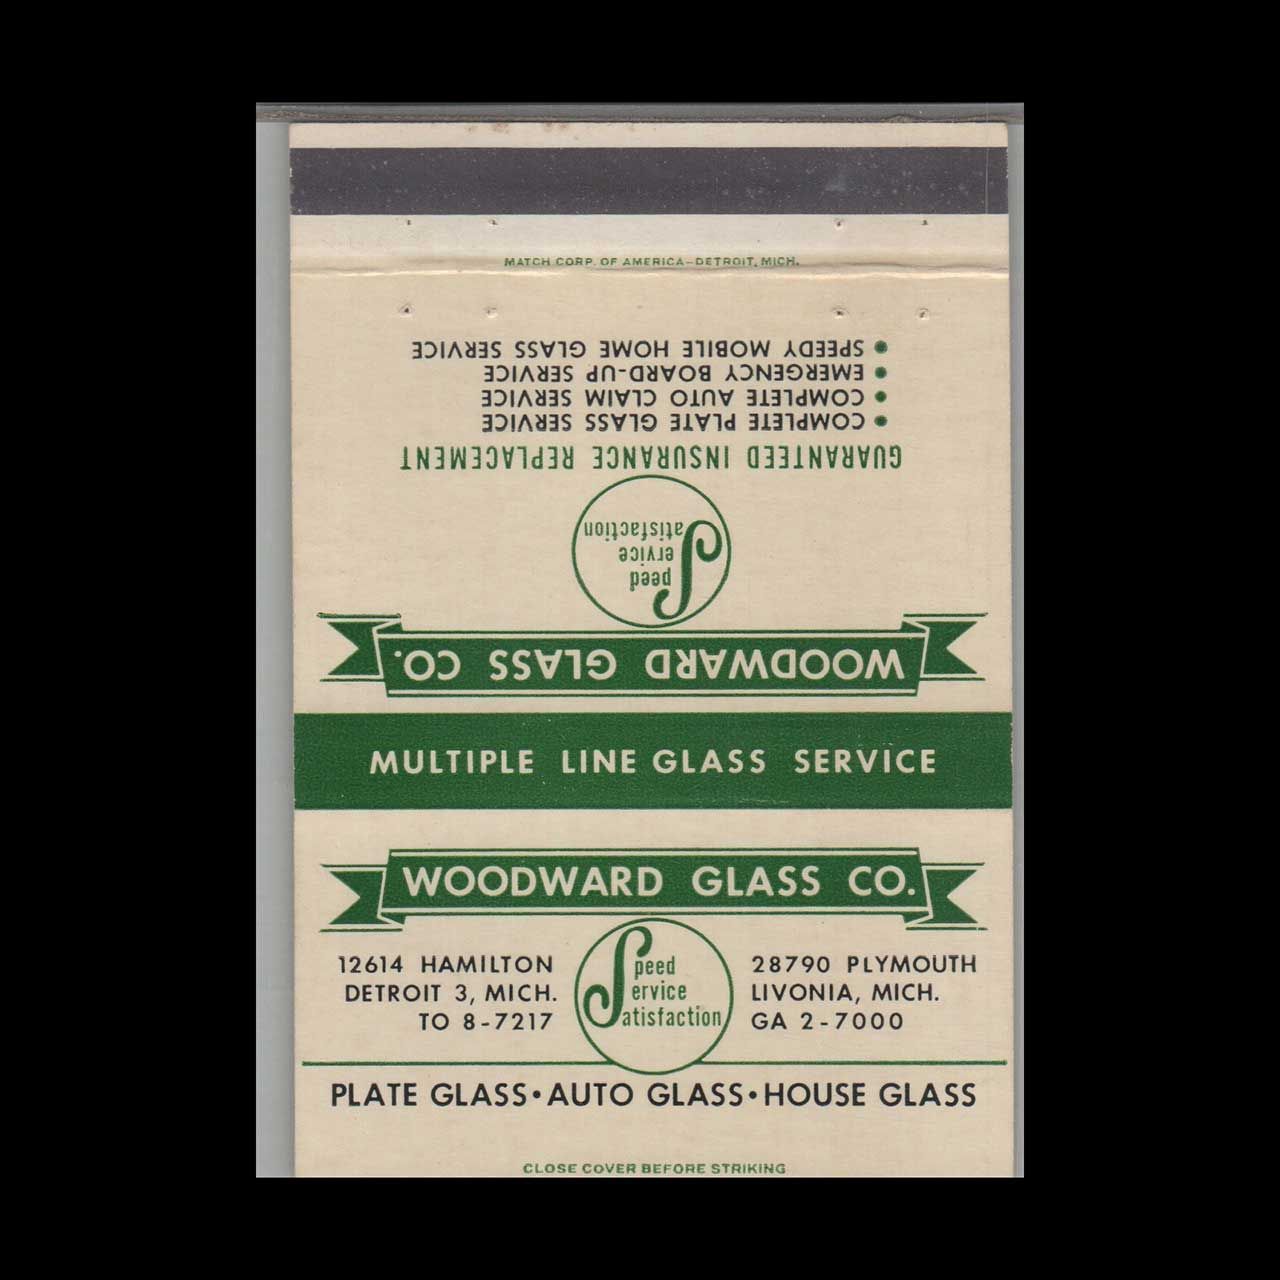 MATCH CORP. OF AMERICA—DETROIT, MICH.
WOODWARD GLASS CO.
Speed
Service
Satisfaction
GUARANTEED INSURANCE REPLACEMENT
• COMPLETE PLATE GLASS SERVICE
• COMPLETE AUTO CLAIM SERVICE
• EMERGENCY BOARD-UP SERVICE
• SPEEDY MOBILE HOME GLASS SERVICE
MULTIPLE LINE GLASS SERVICE
WOODWARD GLASS CO.
12614 HAMILTON
DETROIT 3, MICH.
TO 8-7217
Speed
Service
Satisfaction
28790 PLYMOUTH
LIVONIA, MICH.
GA 2-7000
PLATE GLASS • AUTO GLASS • HOUSE GLASS
CLOSE COVER BEFORE STRIKING